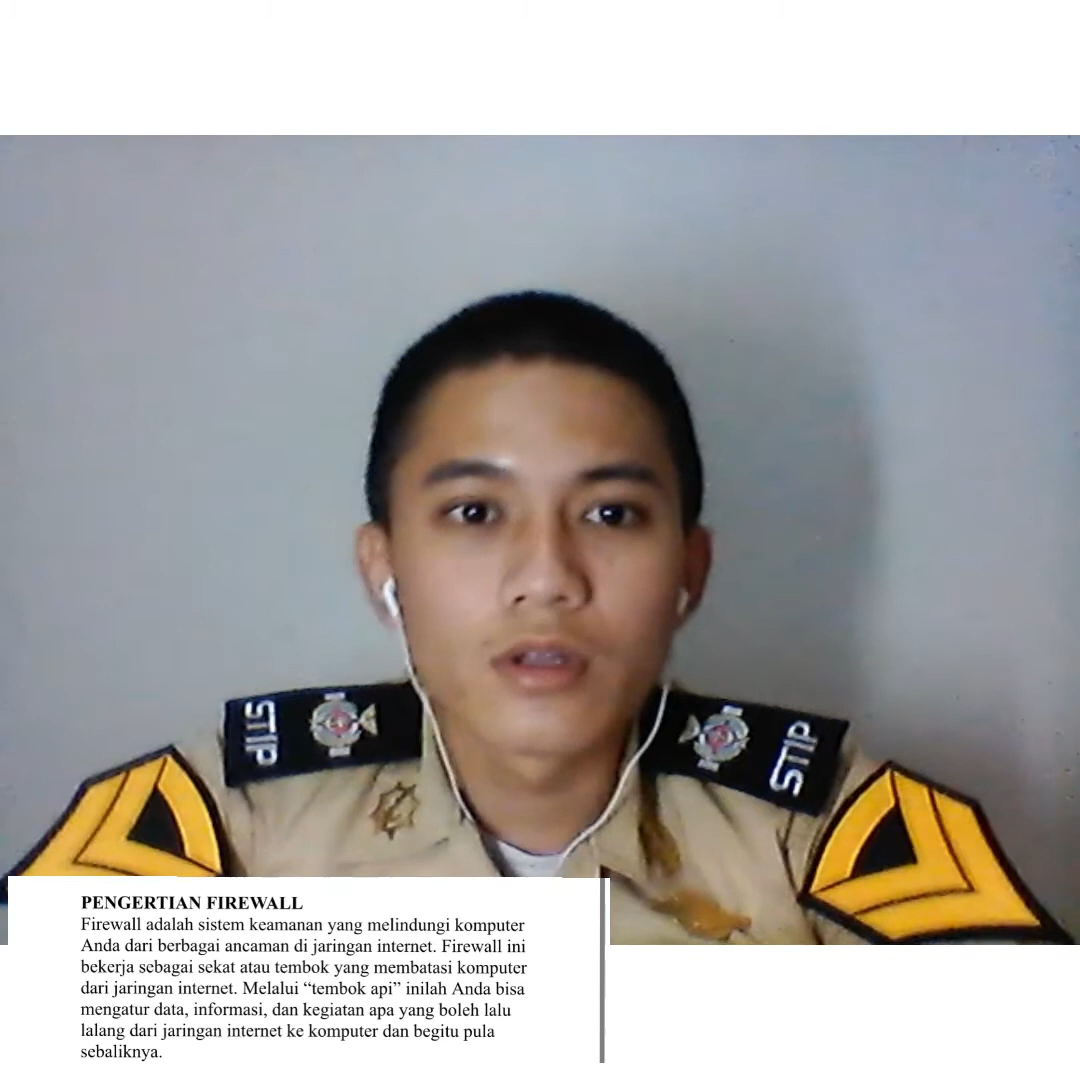 STIP
STIP
PENGERTIAN FIREWALL
Firewall adalah sistem keamanan yang melindungi komputer
Anda dari berbagai ancaman di jaringan internet. Firewall ini
bekerja sebagai sekat atau tembok yang membatasi komputer
dari jaringan internet. Melalui “tembok api” inilah Anda bisa
mengatur data, informasi, dan kegiatan apa yang boleh lalu
lalang dari jaringan internet ke komputer dan begitu pula
sebaliknya.